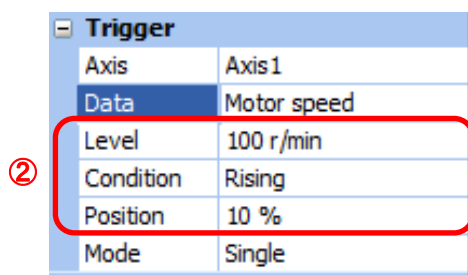 Trigger
Axis Axis1
Data Motor speed
Level 100 r/min
② Condition Rising
Position 10 %
Mode Single